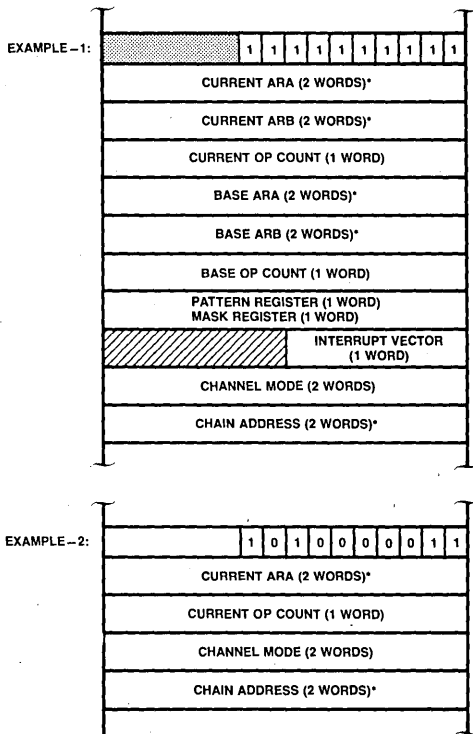 EXAMPLE–1:
1 1 1 1 1 1 1 1 1 1
CURRENT ARA (2 WORDS)*
CURRENT ARB (2 WORDS)*
CURRENT OP COUNT (1 WORD)
BASE ARA (2 WORDS)*
BASE ARB (2 WORDS)*
BASE OP COUNT (1 WORD)
PATTERN REGISTER (1 WORD)
MASK REGISTER (1 WORD)
INTERRUPT VECTOR
(1 WORD)
CHANNEL MODE (2 WORDS)
CHAIN ADDRESS (2 WORDS)*
EXAMPLE–2:
1 0 1 0 0 0 0 0 1 1
CURRENT ARA (2 WORDS)*
CURRENT OP COUNT (1 WORD)
CHANNEL MODE (2 WORDS)
CHAIN ADDRESS (2 WORDS)*